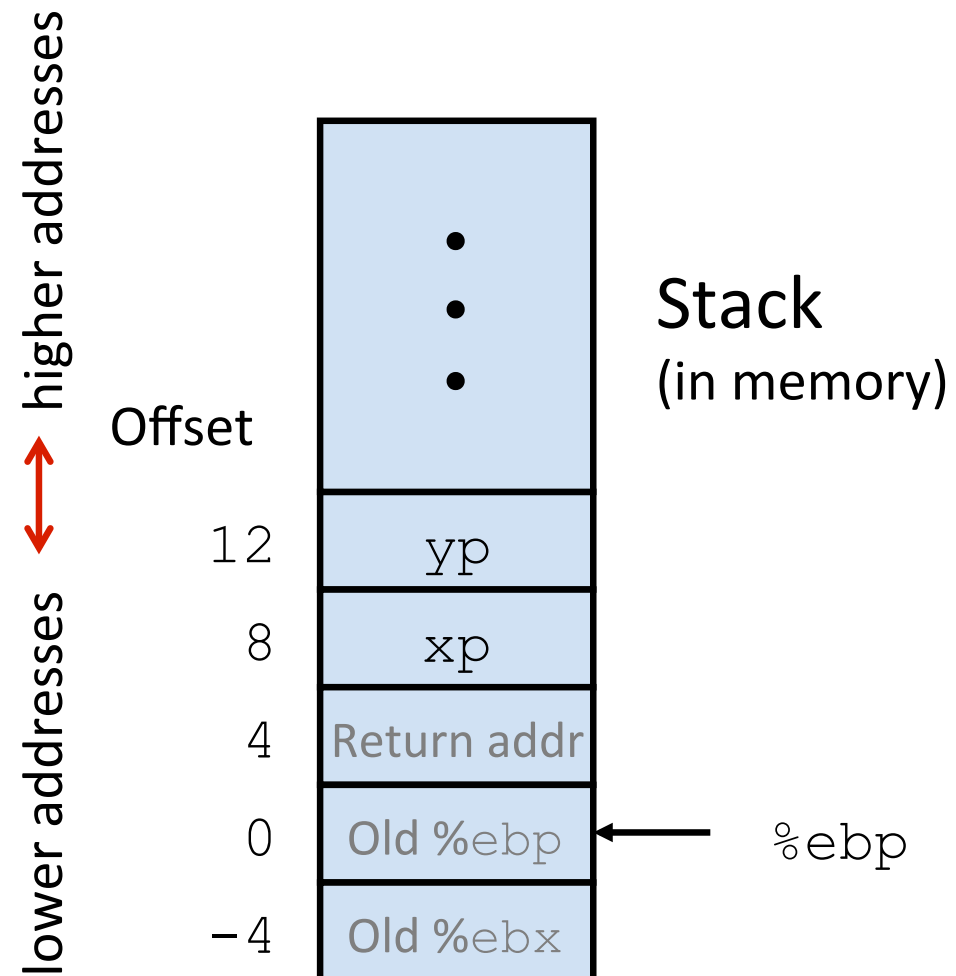 higher addresses
lower addresses
Stack
(in memory)
Offset
12 yp
8 xp
4 Return addr
0 Old %ebp %ebp
-4 Old %ebx